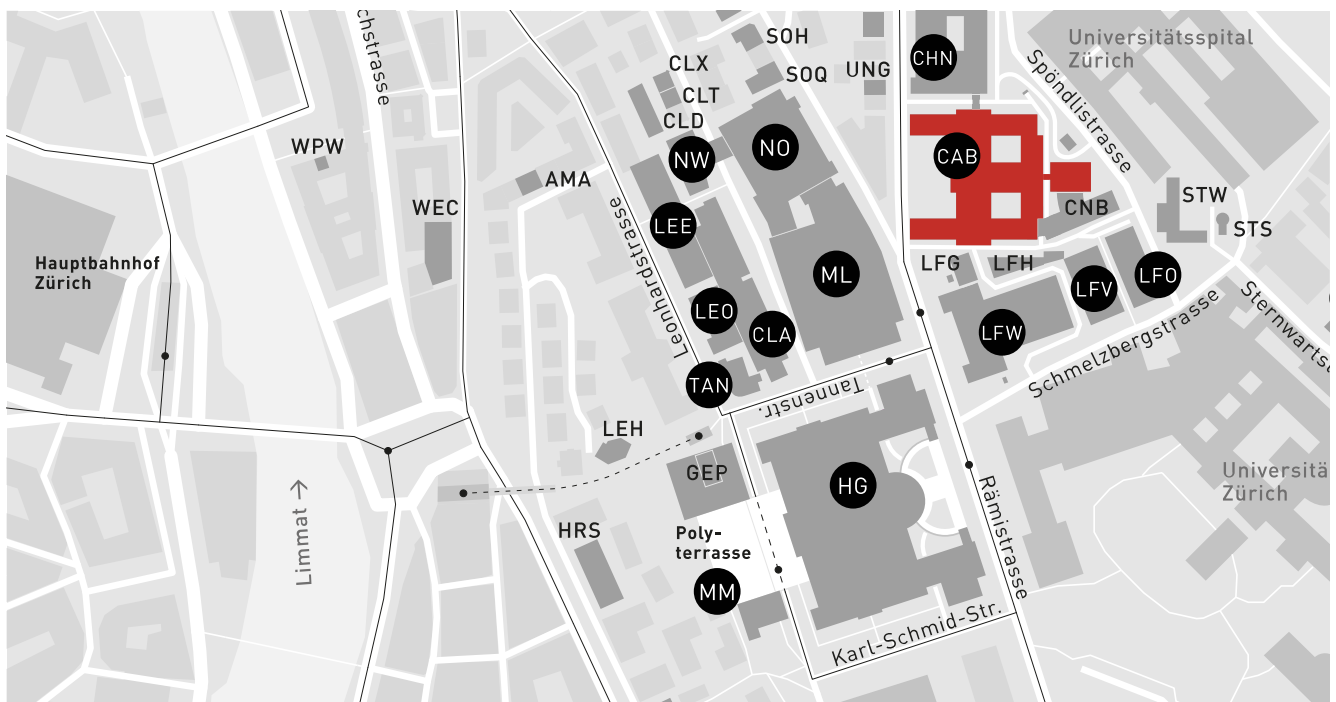 chstrasse
SOH
CLX
CLT
CLD
SOQ
UNG
CHN
Universitätsspital
Zürich
Spöndlistrasse
WPW
AMA
WEC
NW
NO
CAB
CNB
STW
STS
LEE
Leonhardstrasse
Hauptbahnhof
Zürich
ML
LFG
LFH
LFV
LFO
LEO
CLA
LFW
Schmelzbergstrasse
Sternwartst
TAN
Tannenstr.
LEH
GEP
HG
Universitä
Zürich
Limmat →
HRS
Poly-
terrasse
MM
Rämistrasse
Karl-Schmid-Str.